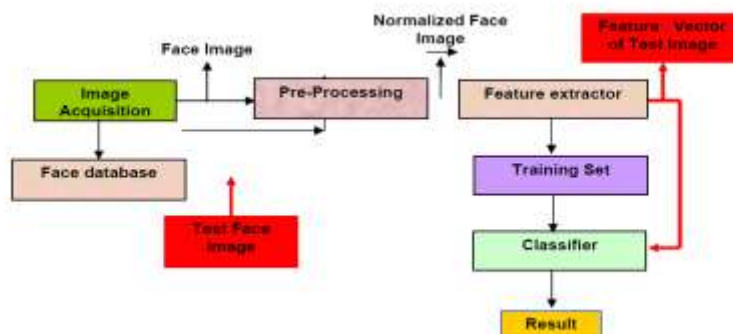 Normalized Face
Image
Face Image
Feature Vector
of Test Image
Image
Acquisition
Pre-Processing
Feature extractor
Face database
Training Set
Test Face
Image
Classifier
Result